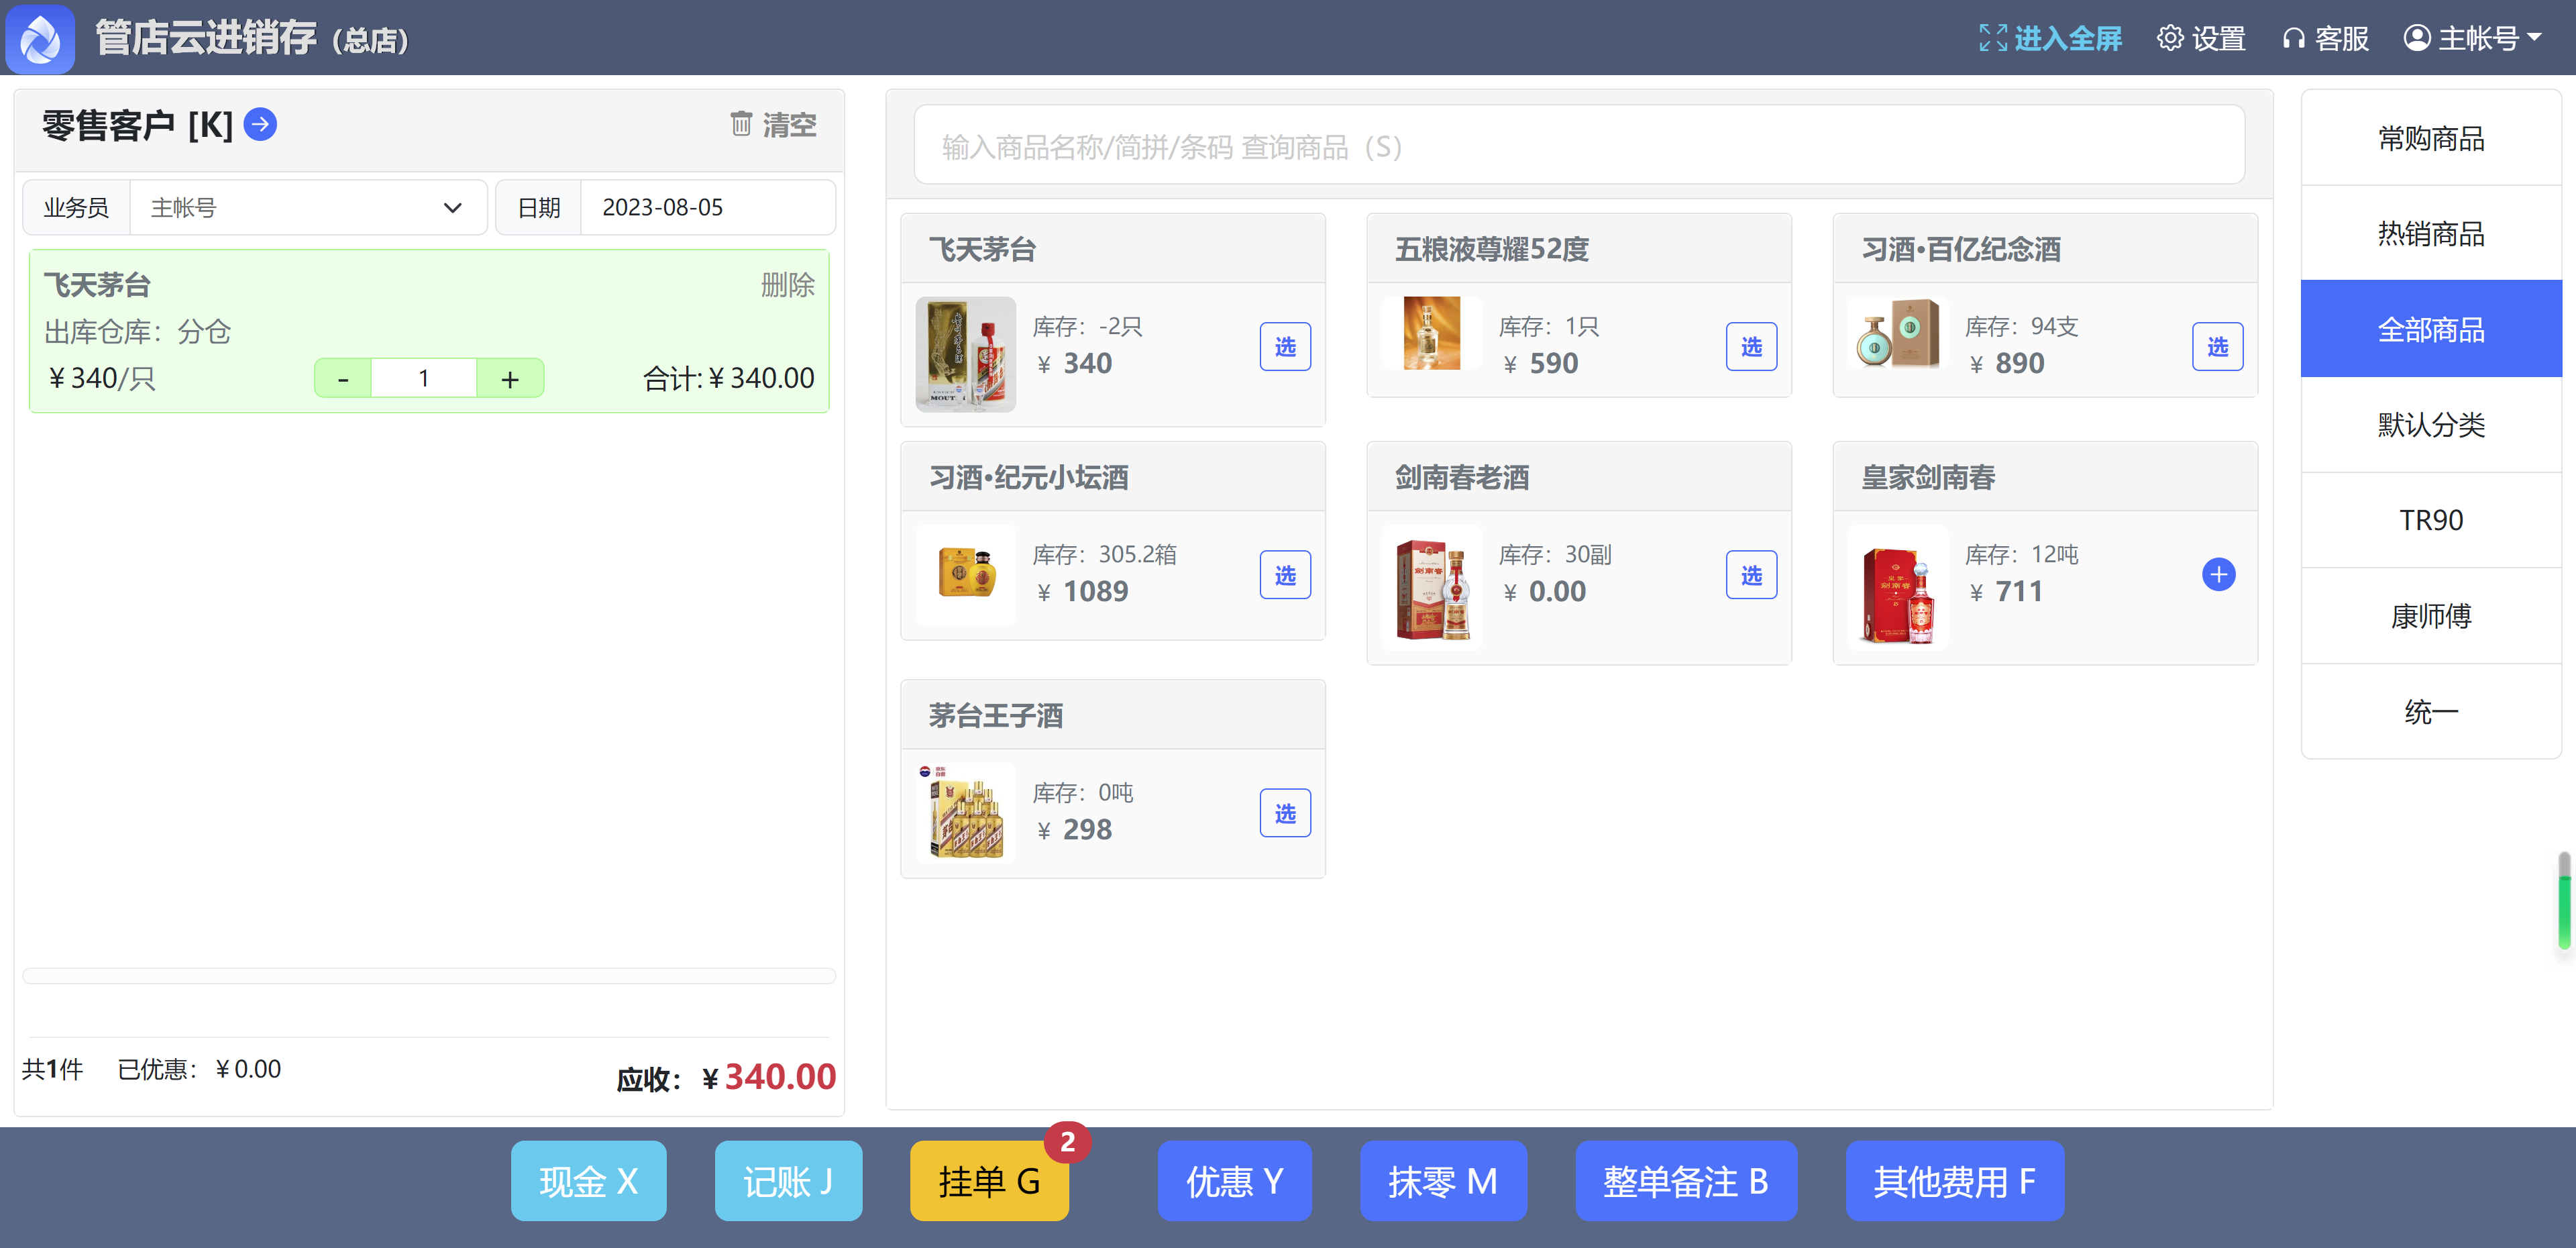 管店云进销存 (总店)
进入全屏 设置 客服 主帐号
零售客户 [K] 清空
业务员 主帐号 日期 2023-08-05
飞天茅台 删除
出库仓库：分仓
¥340/只 - 1 + 合计:¥340.00
共1件 已优惠：¥0.00
应收：¥340.00
输入商品名称/简拼/条码 查询商品（S）
飞天茅台
库存：-2只
¥ 340
选
五粮液尊耀52度
库存：1只
¥ 590
选
习酒•百亿纪念酒
库存：94支
¥ 890
选
习酒•纪元小坛酒
库存：305.2箱
¥ 1089
选
剑南春老酒
库存：30副
¥ 0.00
选
皇家剑南春
库存：12吨
¥ 711
茅台王子酒
库存：0吨
¥ 298
选
常购商品
热销商品
全部商品
默认分类
TR90
康师傅
统一
现金 X
记账 J
挂单 G
2
优惠 Y
抹零 M
整单备注 B
其他费用 F